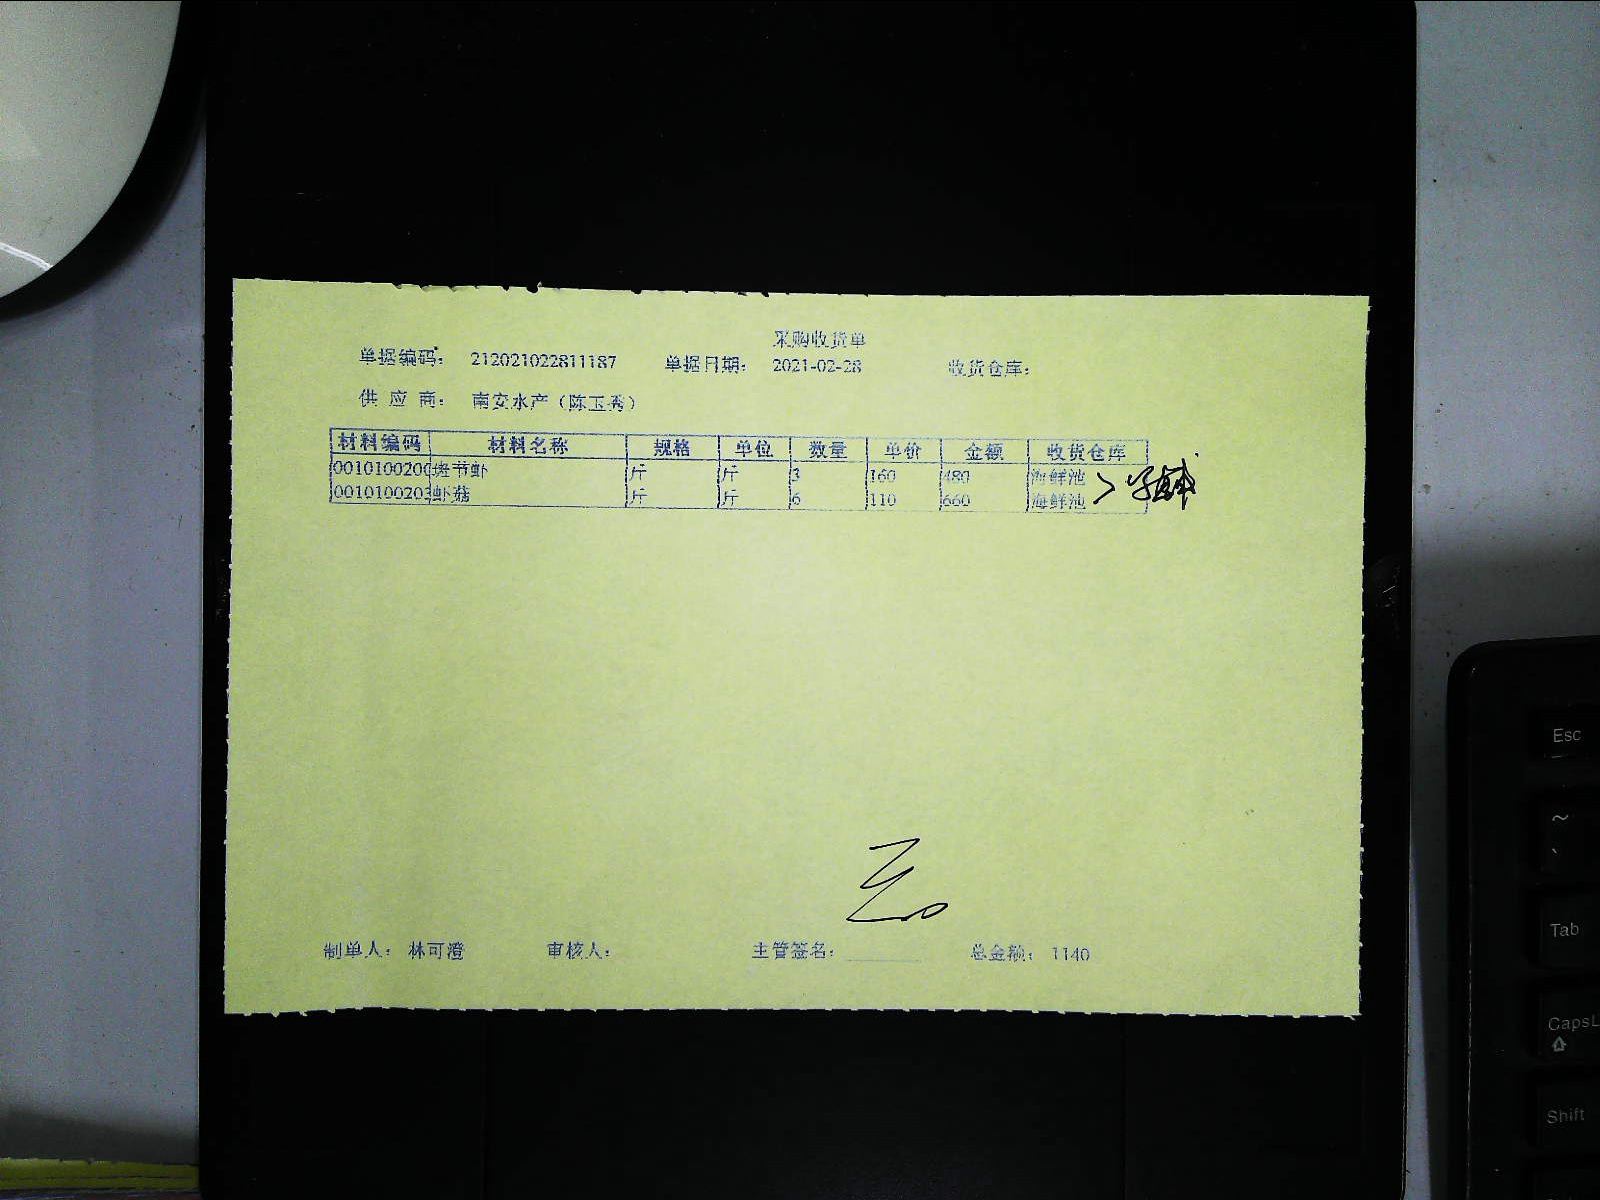 采购收货单
单据编码： 212021022811187 单据日期： 2021-02-28 收货仓库：
供 应 商： 南安水产（陈玉秀）
材料编码 材料名称 规格 单位 数量 单价 金额 收货仓库
0010100200 斑节虾 斤 斤 3 160 480 海鲜池
0010100203 虾菇 斤 斤 6 110 660 海鲜池
制单人： 林可澄 审核人： 主管签名： 总金额： 1140
Esc
~
`
Tab
CapsL
Shift